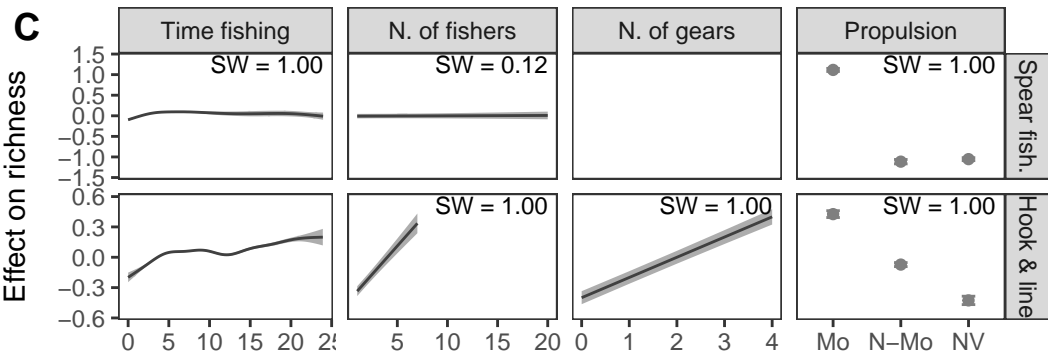 C
Time fishing
N. of fishers
N. of gears
Propulsion
Effect on richness
1.5
1.0
0.5
0.0
−0.5
−1.0
−1.5
SW = 1.00
SW = 0.12
SW = 1.00
Spear fish.
0.6
0.3
0.0
−0.3
−0.6
SW = 1.00
SW = 1.00
SW = 1.00
Hook & line
0 5 10 15 20 25
5 10 15 20
0 1 2 3 4
Mo N−Mo NV